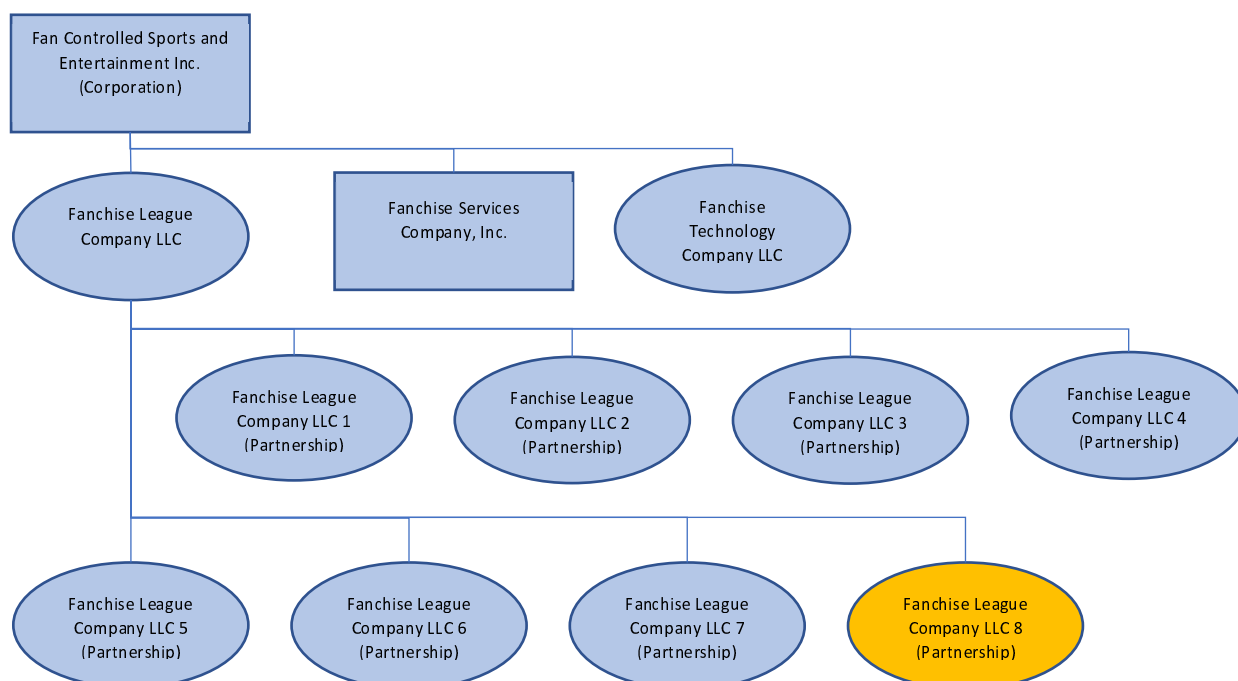 Fan Controlled Sports and
Entertainment Inc.
(Corporation)
Fanchise League
Company LLC
Fanchise Services
Company, Inc.
Fanchise
Technology
Company LLC
Fanchise League
Company LLC 1
(Partnership)
Fanchise League
Company LLC 2
(Partnership)
Fanchise League
Company LLC 3
(Partnership)
Fanchise League
Company LLC 4
(Partnership)
Fanchise League
Company LLC 5
(Partnership)
Fanchise League
Company LLC 6
(Partnership)
Fanchise League
Company LLC 7
(Partnership)
Fanchise League
Company LLC 8
(Partnership)